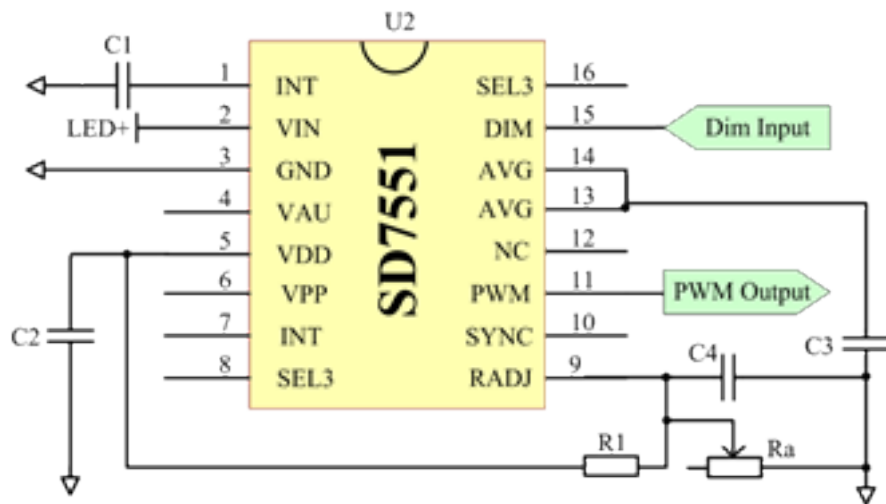 U2
C1
1 INT SEL3 16
LED+ 2 VIN DIM 15 Dim Input
3 GND AVG 14
4 VAU AVG 13
5 VDD NC 12
6 VPP PWM 11 PWM Output
C2 7 INT SYNC 10 C3
8 SEL3 RADJ 9 C4
SD7551
R1 Ra